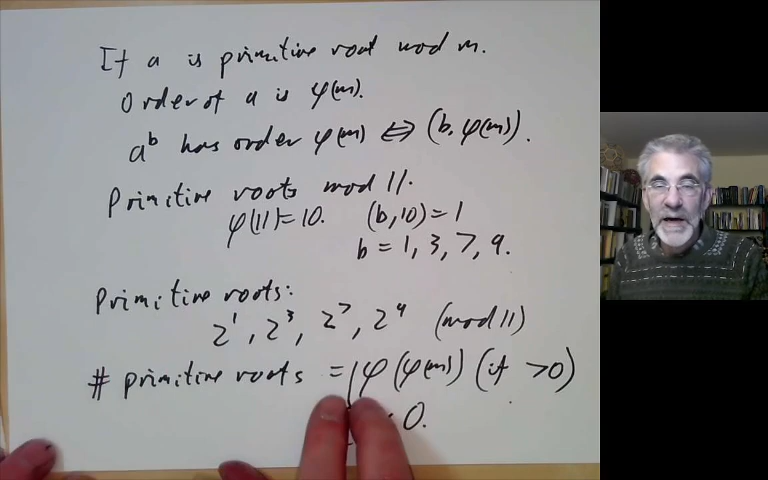 If a is primitive root mod m.
Order of a is φ(m).
a^b has order φ(m) ⇔ (b, φ(m)).
Primitive roots mod 11.
φ(11)=10. (b,10)=1
b = 1, 3, 7, 9.
Primitive roots:
2^1, 2^3, 2^7, 2^9 (mod 11)
# primitive roots = φ(φ(m)) (if >0)
0.